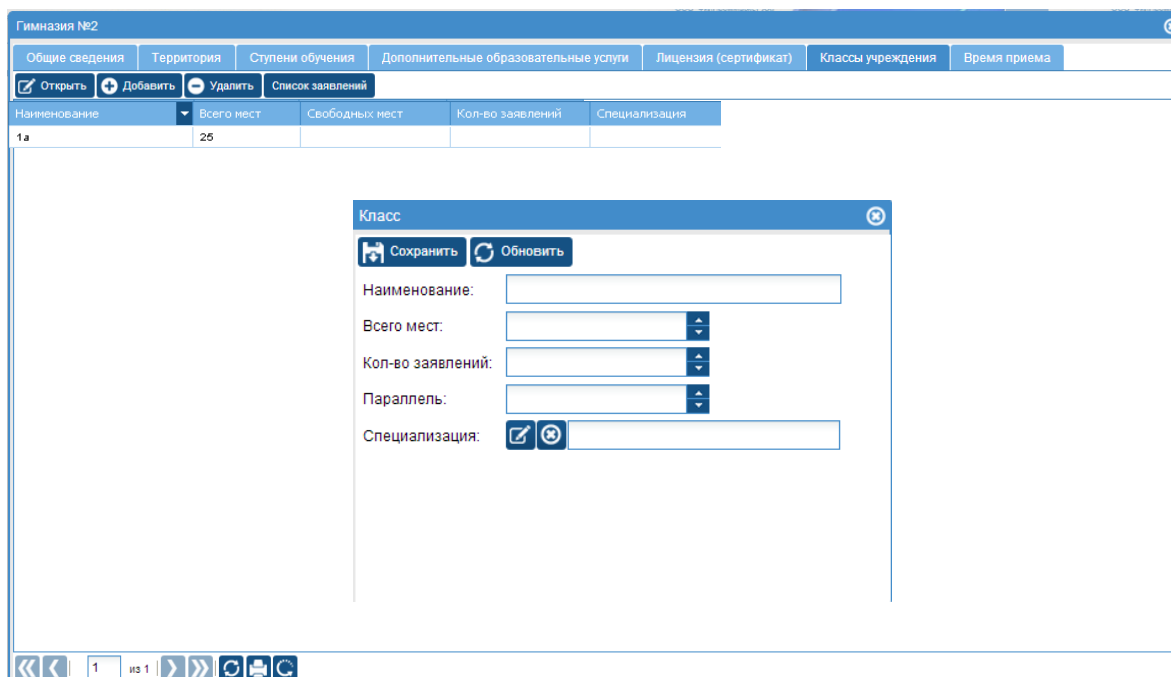 Гимназия №2
Общие сведения Территория Ступени обучения Дополнительные образовательные услуги Лицензия (сертификат) Классы учреждения Время приема
Открыть Добавить Удалить Список заявлений
Наименование Всего мест Свободных мест Кол-во заявлений Специализация
1а 25
Класс
Сохранить Обновить
Наименование:
Всего мест:
Кол-во заявлений:
Параллель:
Специализация:
1 из 1